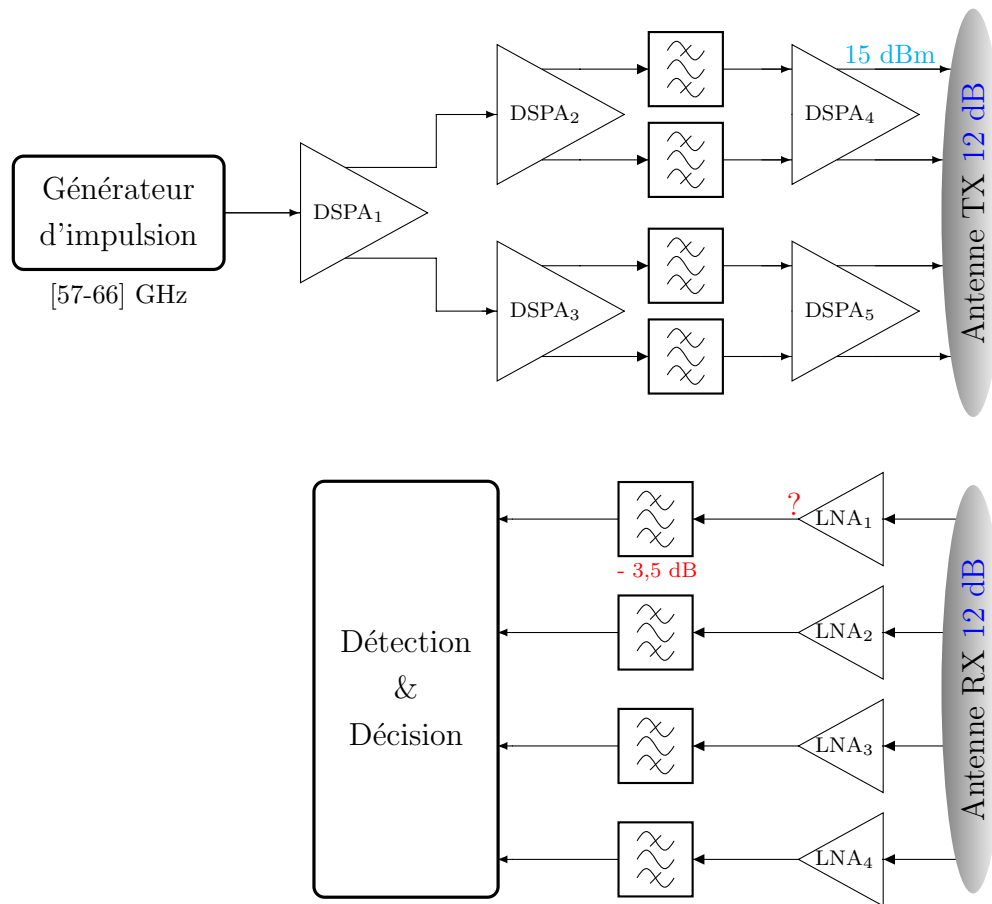 15 dBm
DSPA₂
DSPA₄
Générateur
d'impulsion
DSPA₁
[57-66] GHz
DSPA₃
DSPA₅
Antenne TX 12 dB
?
LNA₁
- 3,5 dB
LNA₂
Détection
&
Décision
LNA₃
LNA₄
Antenne RX 12 dB